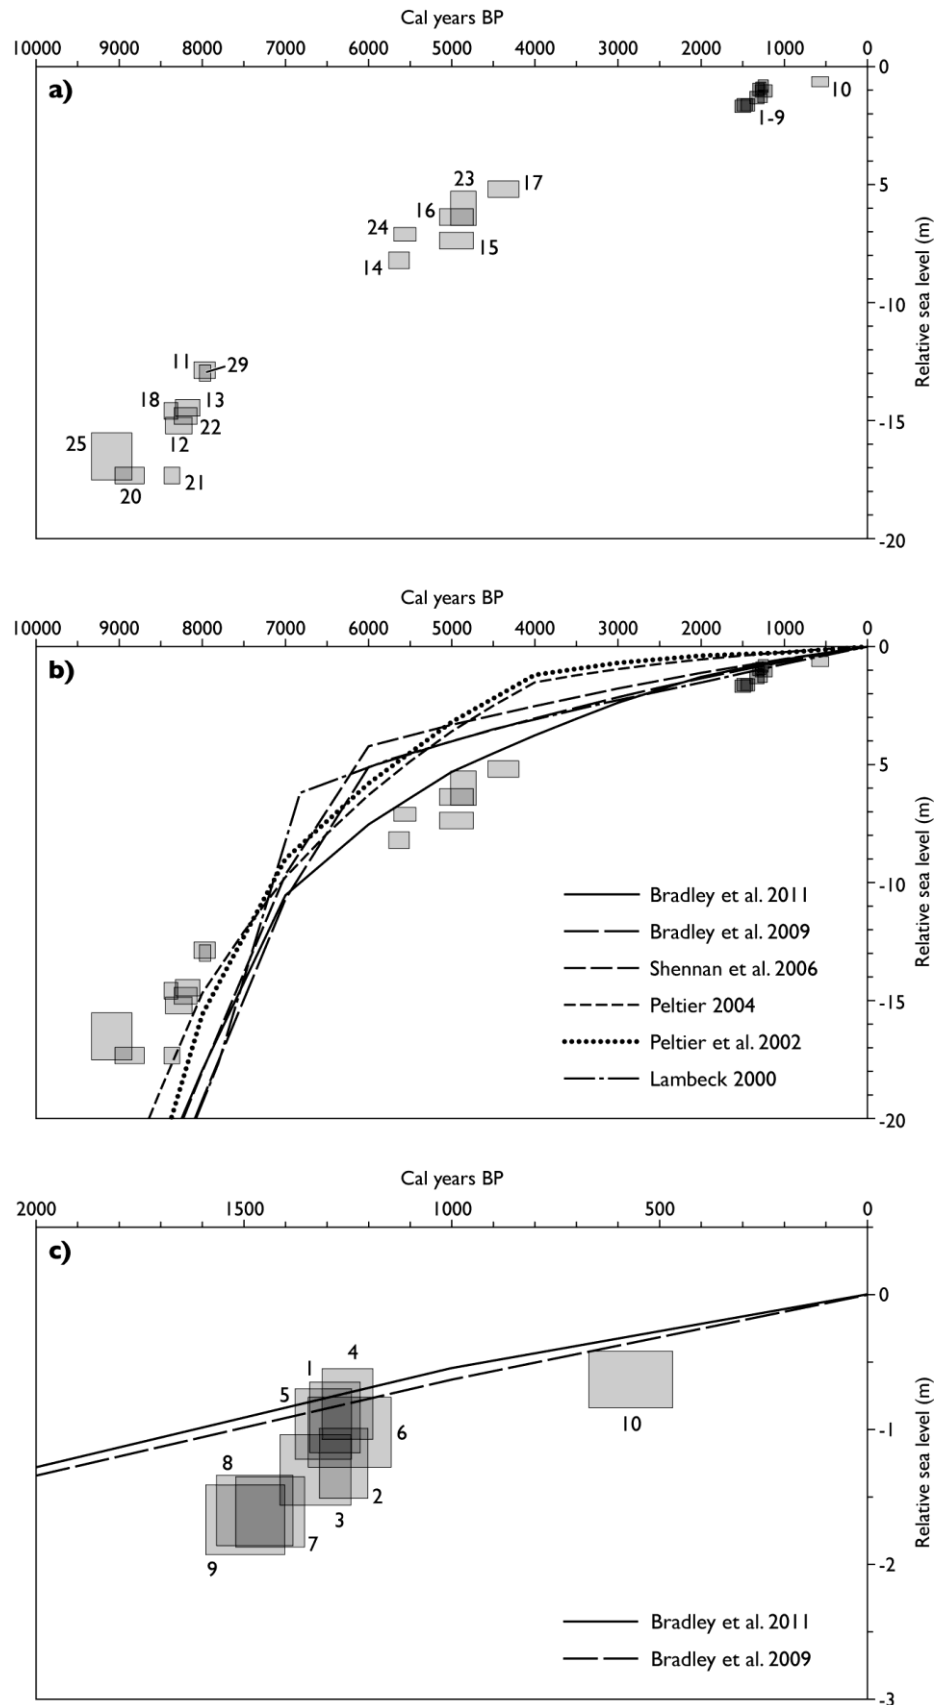 Cal years BP
10000 9000 8000 7000 6000 5000 4000 3000 2000 1000 0
a)
0
10
1-9
5
23
17
16
24
15
14
-10
Relative sea level (m)
11
29
18
13
22
12
-15
25
20
21
-20
Cal years BP
10000 9000 8000 7000 6000 5000 4000 3000 2000 1000 0
b)
0
5
-10
Relative sea level (m)
Bradley et al. 2011
Bradley et al. 2009
Shennan et al. 2006
-15
Peltier 2004
Peltier et al. 2002
Lambeck 2000
-20
Cal years BP
2000 1500 1000 500 0
c)
0
4
1
5
-1
Relative sea level (m)
10
6
8
2
3
7
9
-2
Bradley et al. 2011
Bradley et al. 2009
-3